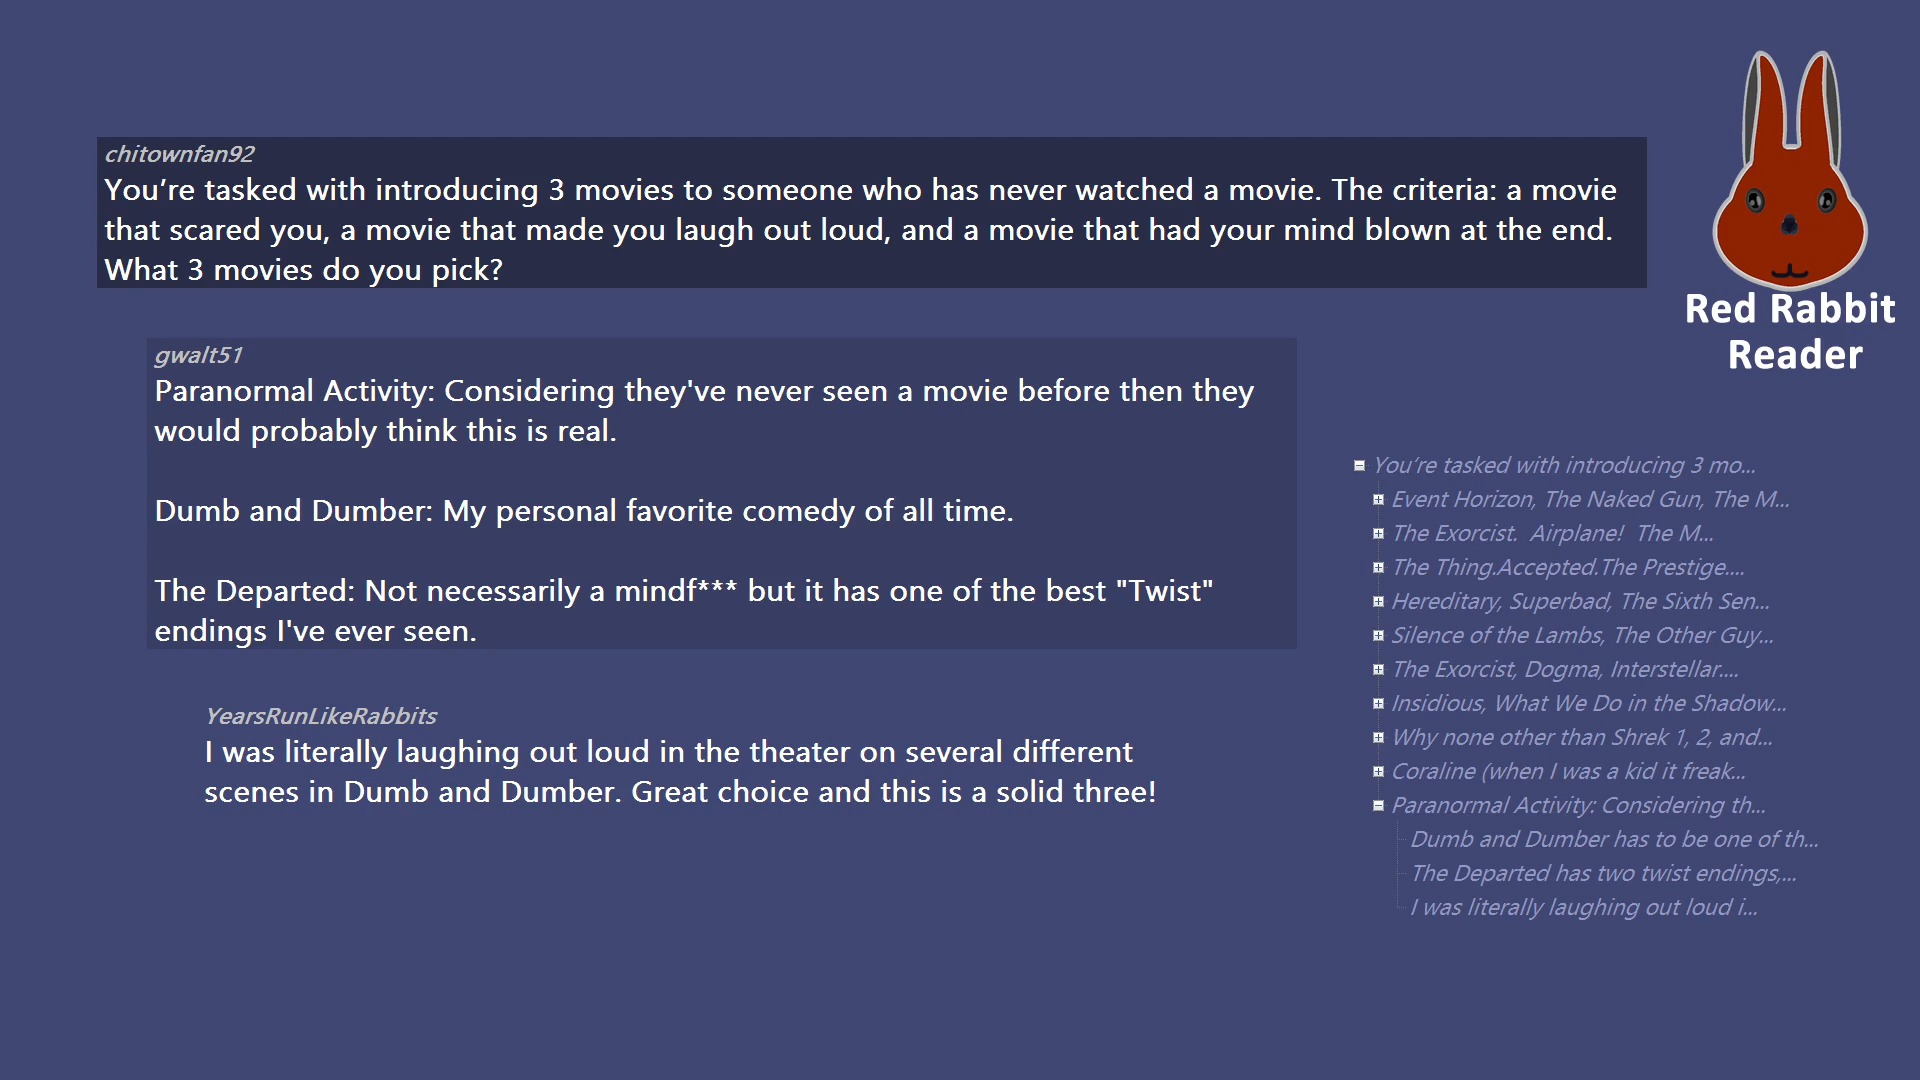 chitownfan92
You’re tasked with introducing 3 movies to someone who has never watched a movie. The criteria: a movie
that scared you, a movie that made you laugh out loud, and a movie that had your mind blown at the end.
What 3 movies do you pick?
Red Rabbit
Reader
gwalt51
Paranormal Activity: Considering they've never seen a movie before then they
would probably think this is real.
Dumb and Dumber: My personal favorite comedy of all time.
The Departed: Not necessarily a mindf*** but it has one of the best "Twist"
endings I've ever seen.
YearsRunLikeRabbits
I was literally laughing out loud in the theater on several different
scenes in Dumb and Dumber. Great choice and this is a solid three!
You’re tasked with introducing 3 mo...
Event Horizon, The Naked Gun, The M...
The Exorcist.  Airplane!  The M...
The Thing.Accepted.The Prestige....
Hereditary, Superbad, The Sixth Sen...
Silence of the Lambs, The Other Guy...
The Exorcist, Dogma, Interstellar....
Insidious, What We Do in the Shadow...
Why none other than Shrek 1, 2, and...
Coraline (when I was a kid it freak...
Paranormal Activity: Considering th...
Dumb and Dumber has to be one of th...
The Departed has two twist endings,...
I was literally laughing out loud i...